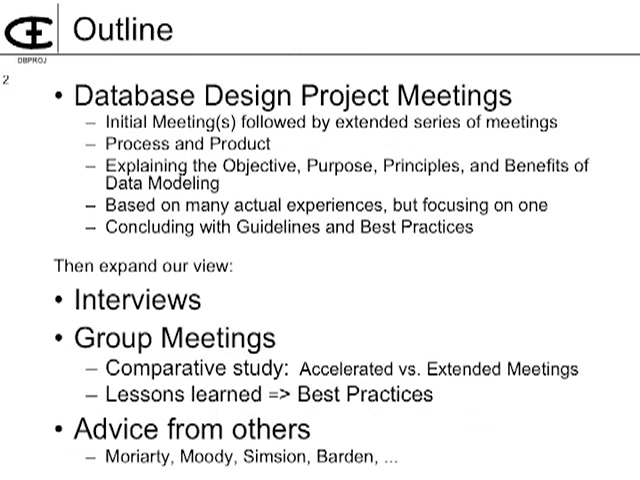 Outline
DBPROJ
2
• Database Design Project Meetings
– Initial Meeting(s) followed by extended series of meetings
– Process and Product
– Explaining the Objective, Purpose, Principles, and Benefits of
Data Modeling
– Based on many actual experiences, but focusing on one
– Concluding with Guidelines and Best Practices
Then expand our view:
• Interviews
• Group Meetings
– Comparative study: Accelerated vs. Extended Meetings
– Lessons learned => Best Practices
• Advice from others
– Moriarty, Moody, Simsion, Barden, ...